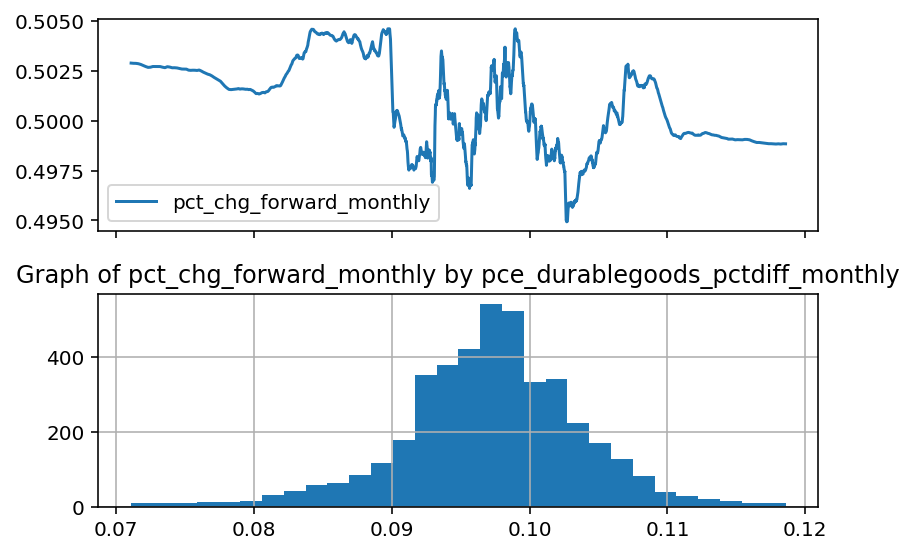 0.5050
0.5025
0.5000
0.4975
0.4950
pct_chg_forward_monthly
Graph of pct_chg_forward_monthly by pce_durablegoods_pctdiff_monthly
400
200
0
0.07 0.08 0.09 0.10 0.11 0.12